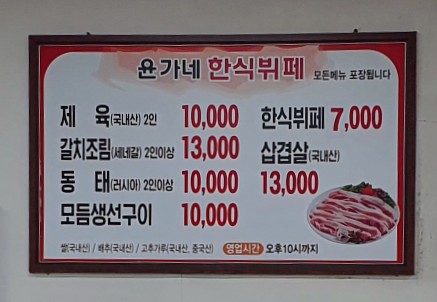 윤가네 한식뷔페 모든메뉴 포장됩니다
제 육(국내산) 2인 10,000
갈치조림(세네갈) 2인이상 13,000
동 태(러시아) 2인이상 10,000
모듬생선구이 10,000
한식뷔페 7,000
삼겹살(국내산)
13,000
쌀(국내산) / 배추(국내산) / 고추가루(국내산, 중국산) 영업시간 오후10시까지